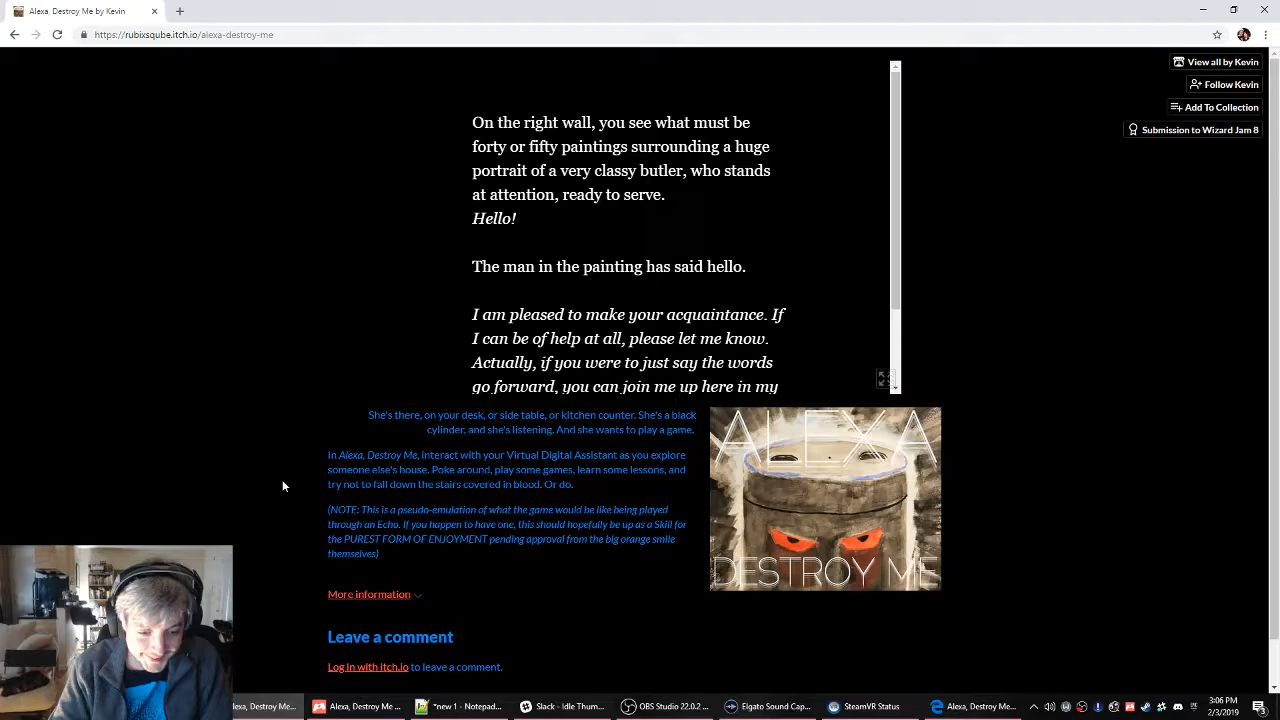 Alexa, Destroy Me by Kevin
https://rubixsqube.itch.io/alexa-destroy-me
View all by Kevin
Follow Kevin
Add To Collection
Submission to Wizard Jam 8
On the right wall, you see what must be
forty or fifty paintings surrounding a huge
portrait of a very classy butler, who stands
at attention, ready to serve.
Hello!
The man in the painting has said hello.
I am pleased to make your acquaintance. If
I can be of help at all, please let me know.
Actually, if you were to just say the words
go forward, you can join me up here in my
She's there, on your desk, or side table, or kitchen counter. She's a black
cylinder, and she's listening. And she wants to play a game.
In Alexa, Destroy Me, interact with your Virtual Digital Assistant as you explore
someone else's house. Poke around, play some games, learn some lessons, and
try not to fall down the stairs covered in blood. Or do.
(NOTE: This is a pseudo-emulation of what the game would be like being played
through an Echo. If you happen to have one, this should hopefully be up as a Skill for
the PUREST FORM OF ENJOYMENT pending approval from the big orange smile
themselves)
ALEXA
DESTROY ME
More information
Leave a comment
Log in with itch.io to leave a comment.
lexa, Destroy Me...
Alexa, Destroy Me ...
*new 1 - Notepad...
Slack - Idle Thum...
OBS Studio 22.0.2 ...
Elgato Sound Cap...
SteamVR Status
Alexa, Destroy Me...
3:06 PM
2/3/2019